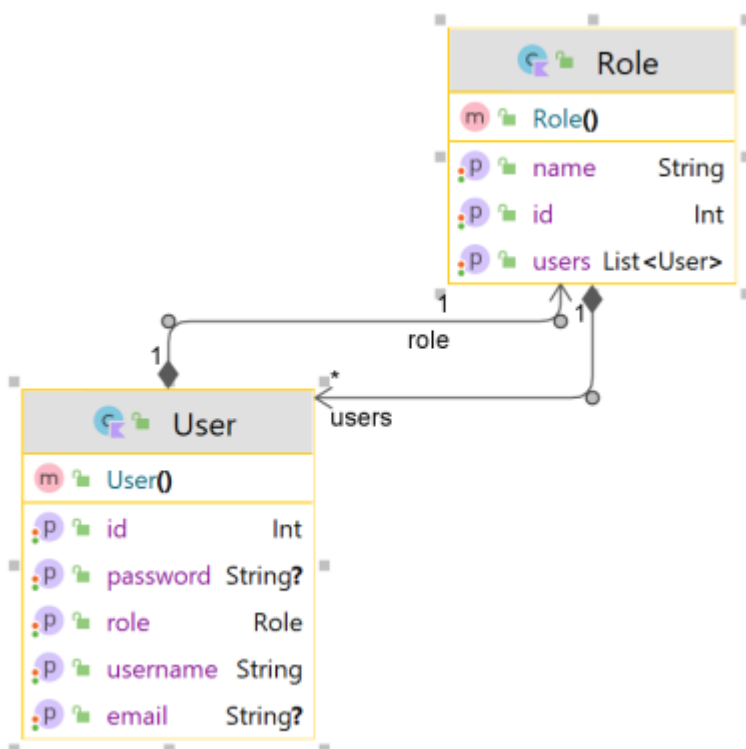 Role
m Role()
p name String
p id Int
p users List<User>
1
1
role
1
*
users
C User
m User()
p id Int
p password String?
p role Role
p username String
p email String?